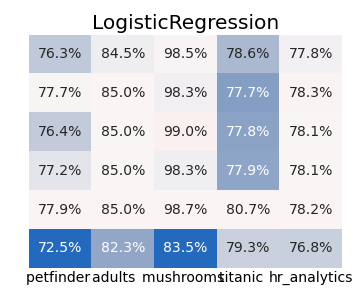 LogisticRegression
76.3% 84.5% 98.5% 78.6% 77.8%
77.7% 85.0% 98.3% 77.7% 78.3%
76.4% 85.0% 99.0% 77.8% 78.1%
77.2% 85.0% 98.3% 77.9% 78.1%
77.9% 85.0% 98.7% 80.7% 78.2%
72.5% 82.3% 83.5% 79.3% 76.8%
petfinder adults mushrooms titanic hr_analytics